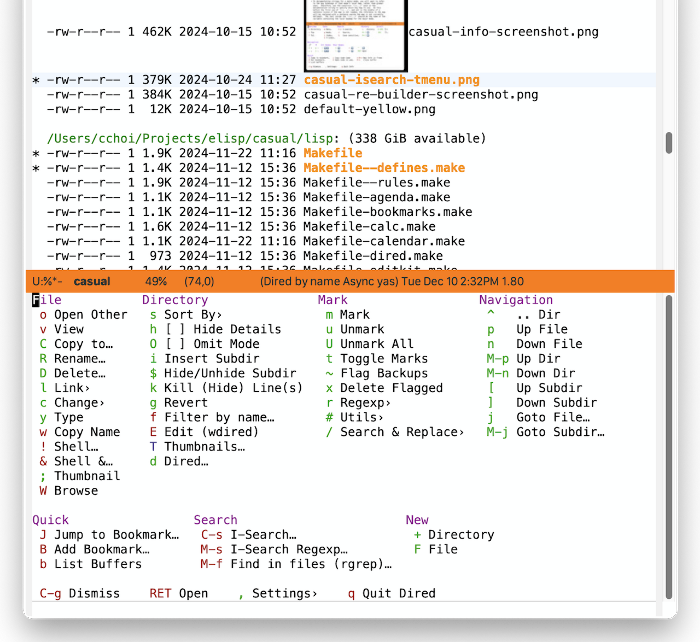 -rw-r--r-- 1 462K 2024-10-15 10:52 casual-info-screenshot.png
* -rw-r--r-- 1 379K 2024-10-24 11:27 casual-isearch-tmenu.png
-rw-r--r-- 1 384K 2024-10-15 10:52 casual-re-builder-screenshot.png
-rw-r--r-- 1 12K 2024-10-15 10:52 default-yellow.png
/Users/cchoi/Projects/elisp/casual/lisp: (338 GiB available)
* -rw-r--r-- 1 1.9K 2024-11-22 11:16 Makefile
* -rw-r--r-- 1 1.4K 2024-11-12 15:36 Makefile--defines.make
-rw-r--r-- 1 1.9K 2024-11-12 15:36 Makefile--rules.make
-rw-r--r-- 1 1.1K 2024-11-12 15:36 Makefile-agenda.make
-rw-r--r-- 1 1.1K 2024-11-12 15:36 Makefile-bookmarks.make
-rw-r--r-- 1 1.6K 2024-11-12 15:36 Makefile-calc.make
-rw-r--r-- 1 1.1K 2024-11-22 11:16 Makefile-calendar.make
-rw-r--r-- 1 973 2024-11-12 15:36 Makefile-dired.make
U:%*- casual 49% (74,0) (Dired by name Async yas) Tue Dec 10 2:32PM 1.80
File Directory Mark Navigation
o Open Other s Sort By› m Mark ^ .. Dir
v View h [ ] Hide Details u Unmark p Up File
C Copy to… O [ ] Omit Mode U Unmark All n Down File
R Rename… i Insert Subdir t Toggle Marks M-p Up Dir
D Delete… $ Hide/Unhide Subdir ~ Flag Backups M-n Down Dir
l Link› k Kill (Hide) Line(s) x Delete Flagged [ Up Subdir
c Change› g Revert r Regexp› ] Down Subdir
y Type f Filter by name… # Utils› j Goto File…
w Copy Name E Edit (wdired) / Search & Replace› M-j Goto Subdir…
! Shell… T Thumbnails…
& Shell &… d Dired…
; Thumbnail
W Browse
Quick Search New
J Jump to Bookmark… C-s I-Search… + Directory
B Add Bookmark… M-s I-Search Regexp… F File
b List Buffers M-f Find in files (rgrep)…
C-g Dismiss RET Open , Settings› q Quit Dired